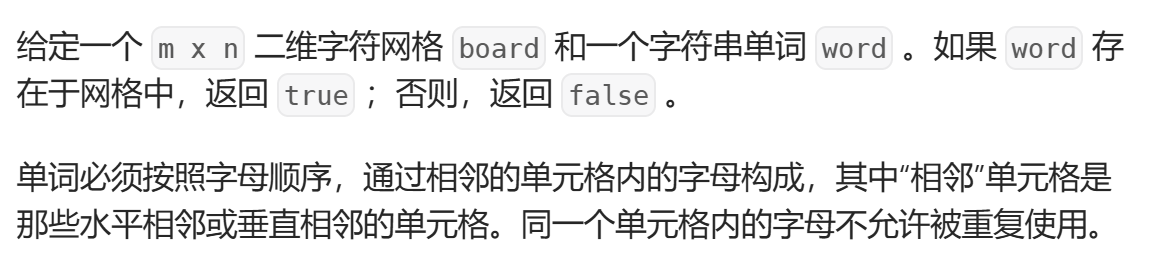 给定一个 m x n 二维字符网格 board 和一个字符串单词 word 。如果 word 存
在于网格中，返回 true ；否则，返回 false 。
单词必须按照字母顺序，通过相邻的单元格内的字母构成，其中“相邻”单元格是
那些水平相邻或垂直相邻的单元格。同一个单元格内的字母不允许被重复使用。